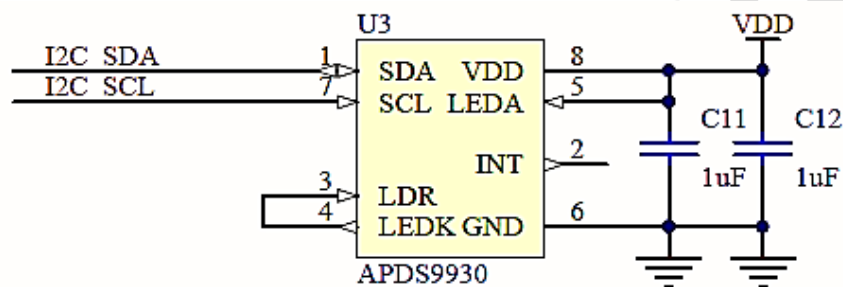 U3
VDD
I2C SDA
1
SDA
VDD
8
I2C SCL
7
SCL
LEDA
5
C11
C12
INT
2
1uF
1uF
3
LDR
4
LEDK
GND
6
APDS9930